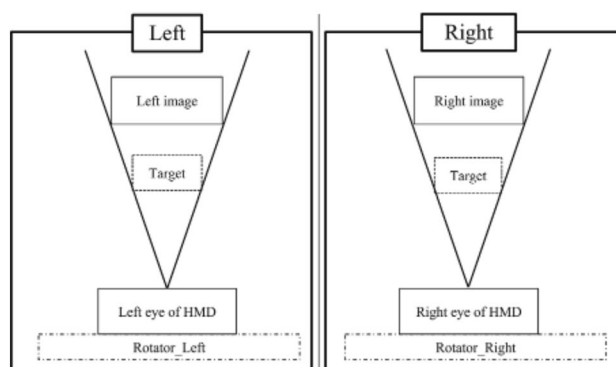 Left
Left image
Target
Left eye of HMD
Rotator_Left
Right
Right image
Target
Right eye of HMD
Rotator_Right